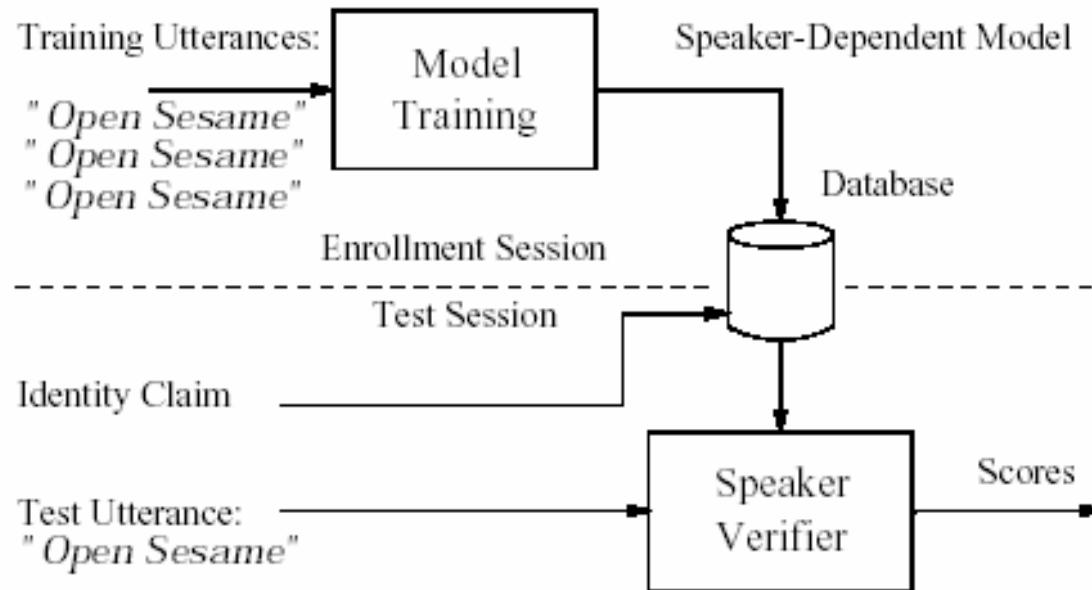 Training Utterances:
" Open Sesame"
" Open Sesame"
" Open Sesame"
Model
Training
Speaker-Dependent Model
Database
Enrollment Session
Test Session
Identity Claim
Test Utterance:
" Open Sesame"
Speaker
Verifier
Scores